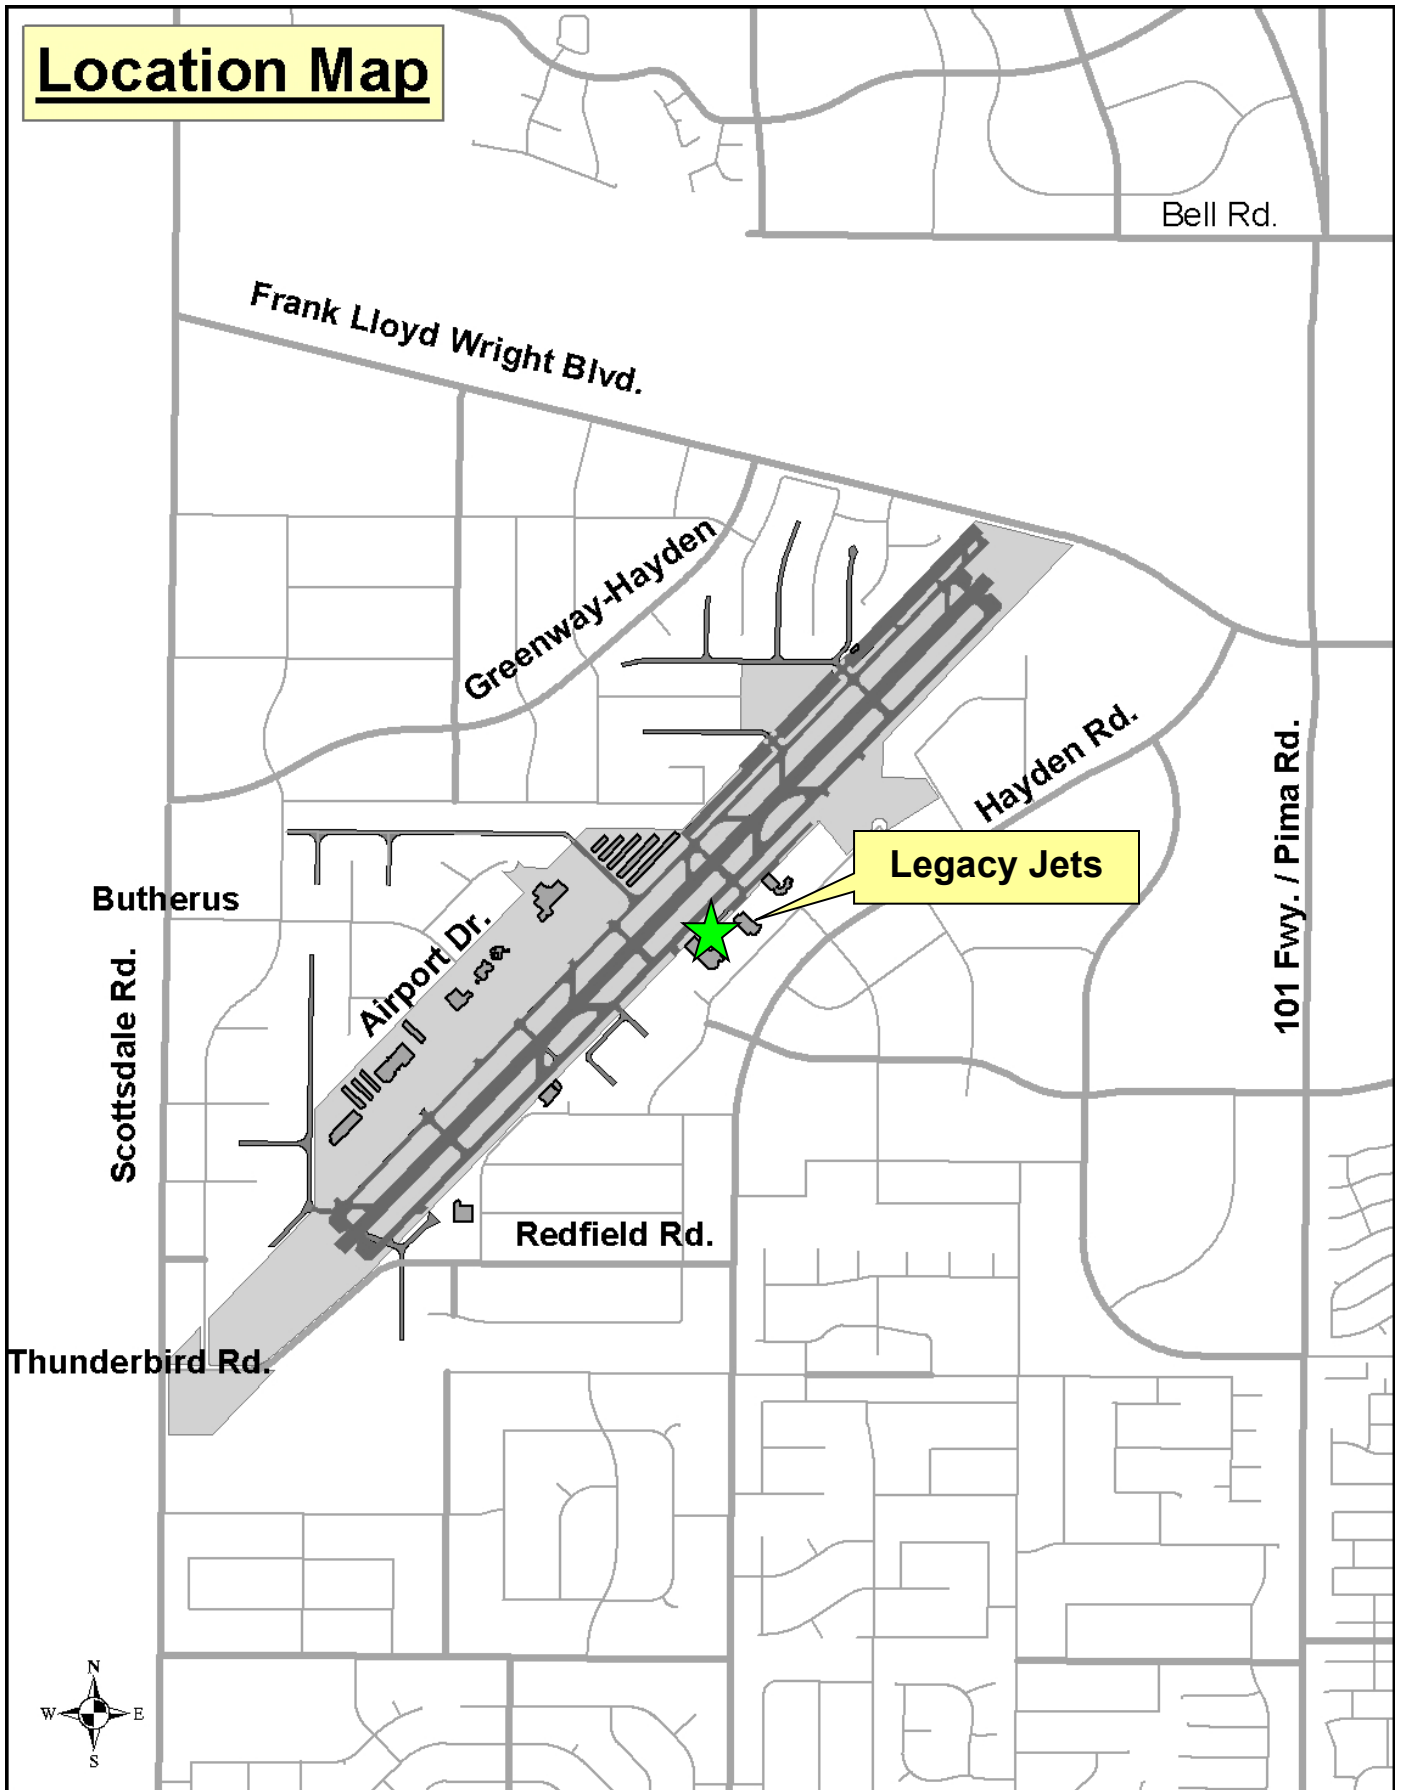 Location Map
Bell Rd.
Frank Lloyd Wright Blvd.
Greenway-Hayden
Hayden Rd.
101 Fwy. / Pima Rd.
Legacy Jets
Butherus
Airport Dr.
Scottsdale Rd.
Redfield Rd.
Thunderbird Rd.
N
W E
S